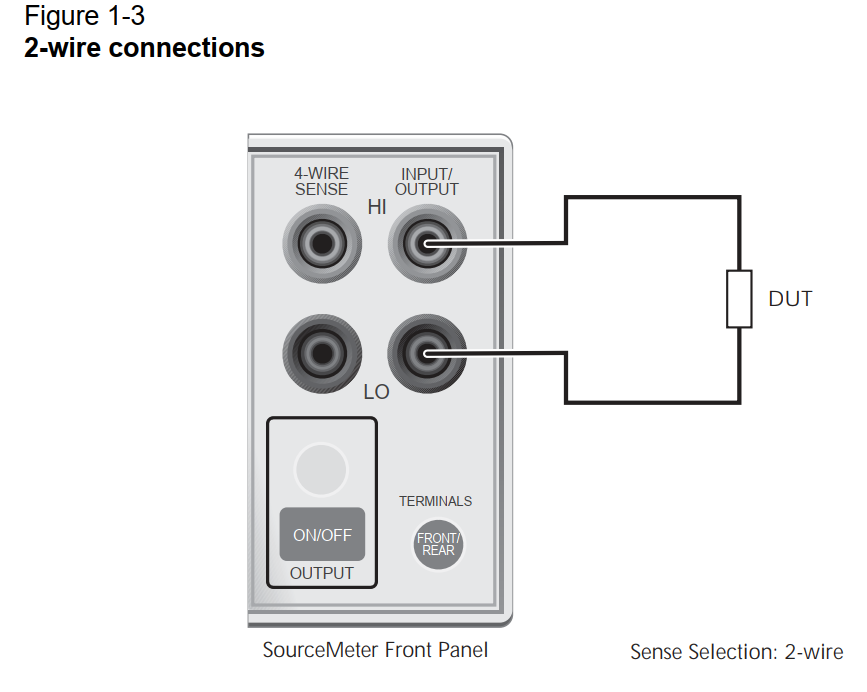 Figure 1-3
2-wire connections
4-WIRE
SENSE
INPUT/
OUTPUT
HI
DUT
LO
TERMINALS
ON/OFF
FRONT/
REAR
OUTPUT
SourceMeter Front Panel
Sense Selection: 2-wire